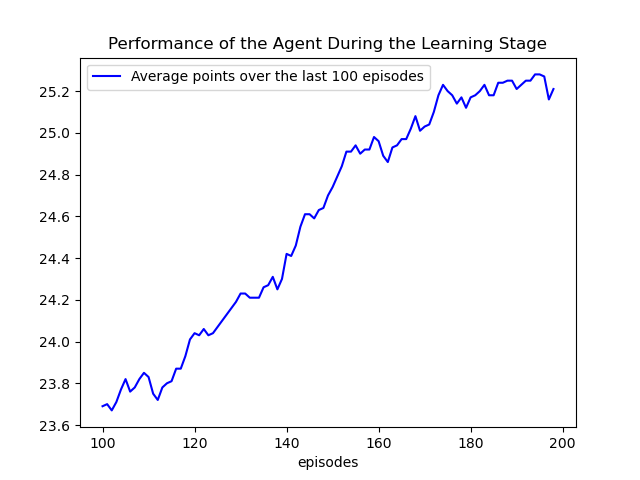 Performance of the Agent During the Learning Stage
Average points over the last 100 episodes
25.2
25.0
24.8
24.6
24.4
24.2
24.0
23.8
23.6
100 120 140 160 180 200
episodes